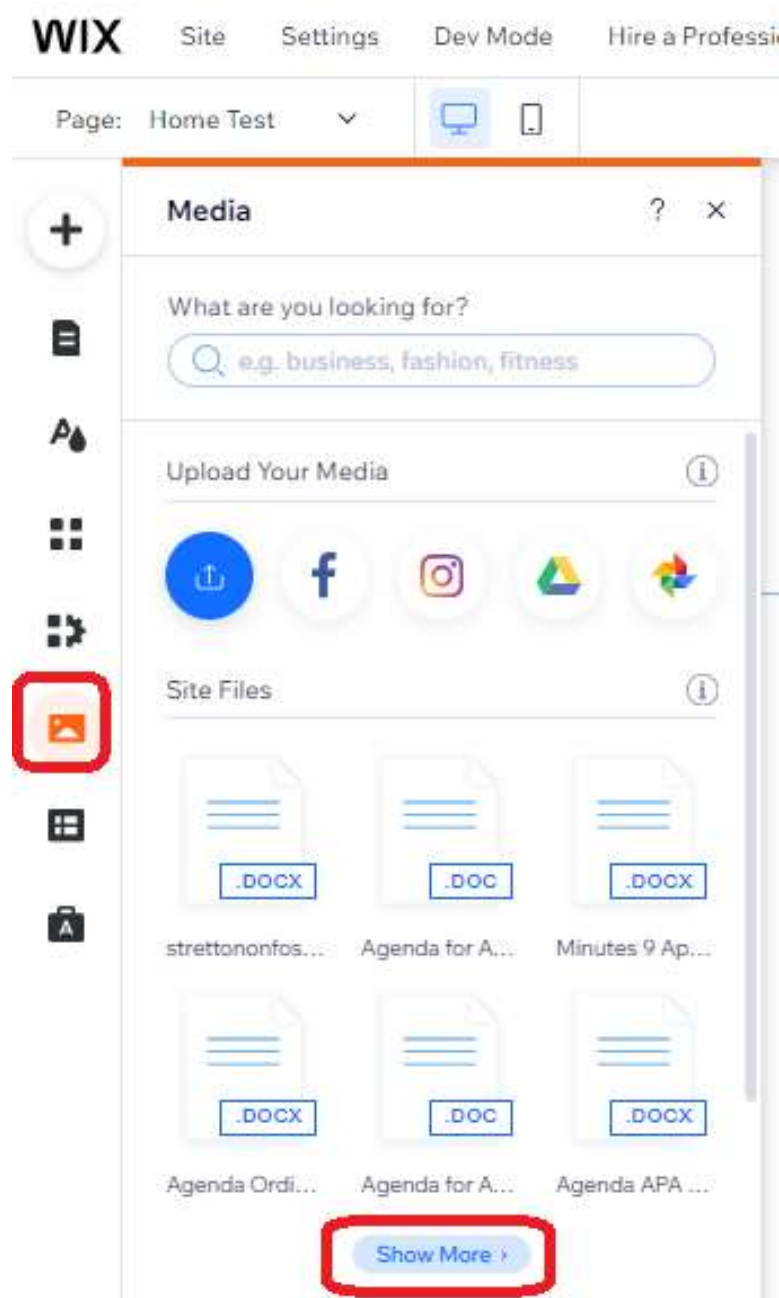 WIX Site Settings Dev Mode Hire a Professi
Page: Home Test
Media ?
What are you looking for?
e.g. business, fashion, fitness
Upload Your Media
Site Files
.DOCX .DOC .DOCX
strettononfos... Agenda for A... Minutes 9 Ap...
.DOCX .DOC .DOCX
Agenda Ordi... Agenda for A... Agenda APA ...
Show More ›